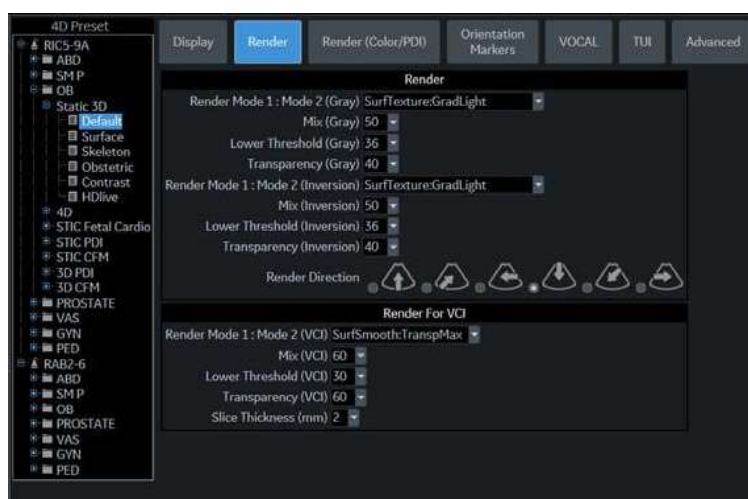 4D Preset
RIC5-9A
ABD
SM P
OB
Static 3D
Default
Surface
Skeleton
Obstetric
Contrast
HDlive
4D
STIC Fetal Cardio
STIC PDI
STIC CFM
3D PDI
3D CFM
PROSTATE
VAS
GYN
PED
RAB2-6
ABD
SM P
OB
PROSTATE
VAS
GYN
PED
Display Render Render (Color/PDI) Orientation Markers VOCAL TUI Advanced
Render
Render Mode 1 : Mode 2 (Gray) SurfTexture:GradLight
Mix (Gray) 50
Lower Threshold (Gray) 36
Transparency (Gray) 40
Render Mode 1 : Mode 2 (Inversion) SurfTexture:GradLight
Mix (Inversion) 50
Lower Threshold (Inversion) 36
Transparency (Inversion) 40
Render Direction
Render For VCI
Render Mode 1 : Mode 2 (VCI) SurfSmooth:TranspMax
Mix (VCI) 60
Lower Threshold (VCI) 30
Transparency (VCI) 60
Slice Thickness (mm) 2